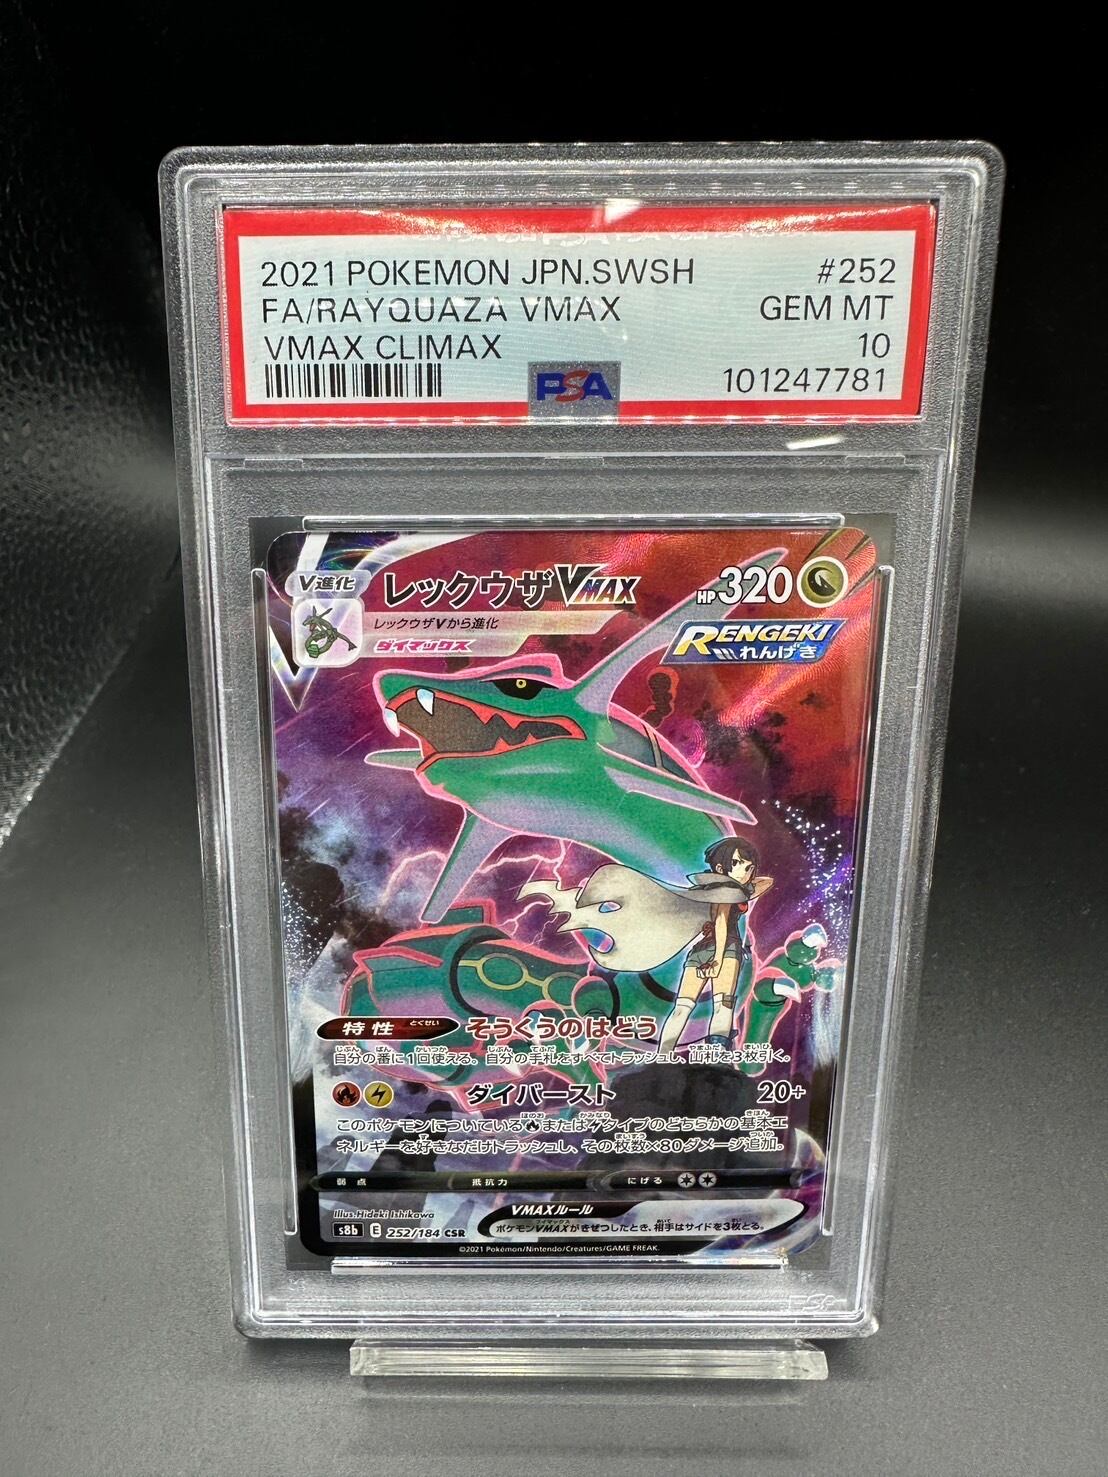 2021 POKEMON JPN.SWSH #252
FA/RAYQUAZA VMAX GEM MT
VMAX CLIMAX 10
PSA 101247781
V進化 レックウザVMAX HP320
レックウザVから進化
ダイマックス
RENGEKI
れんげき
特性 とくせい そうくうのはどう
自分の番に1回使える。自分の手札をすべてトラッシュし、山札を3枚引く。
ダイバースト 20+
このポケモンについている炎または雷タイプのどちらかの基本エ
ネルギーを好きなだけトラッシュし、その枚数×80ダメージ追加。
弱点 抵抗力 にげる
Illus.Hideki Ishikawa
VMAXルール
s8b E 252/184 CSR
ポケモンVMAXがきぜつしたとき、相手はサイドを3枚とる。
©2021 Pokémon/Nintendo/Creatures/GAME FREAK.